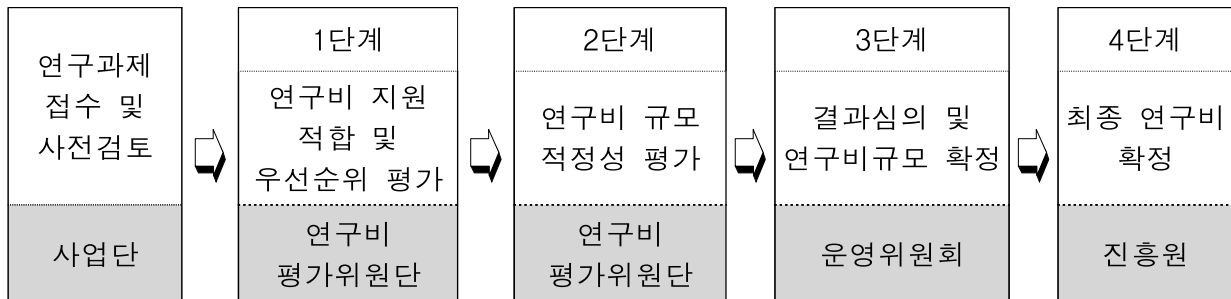 연구과제
접수 및
사전검토
사업단
1단계
연구비 지원
적합 및
우선순위 평가
연구비
평가위원단
2단계
연구비 규모
적정성 평가
연구비
평가위원단
3단계
결과심의 및
연구비규모 확정
운영위원회
4단계
최종 연구비
확정
진흥원